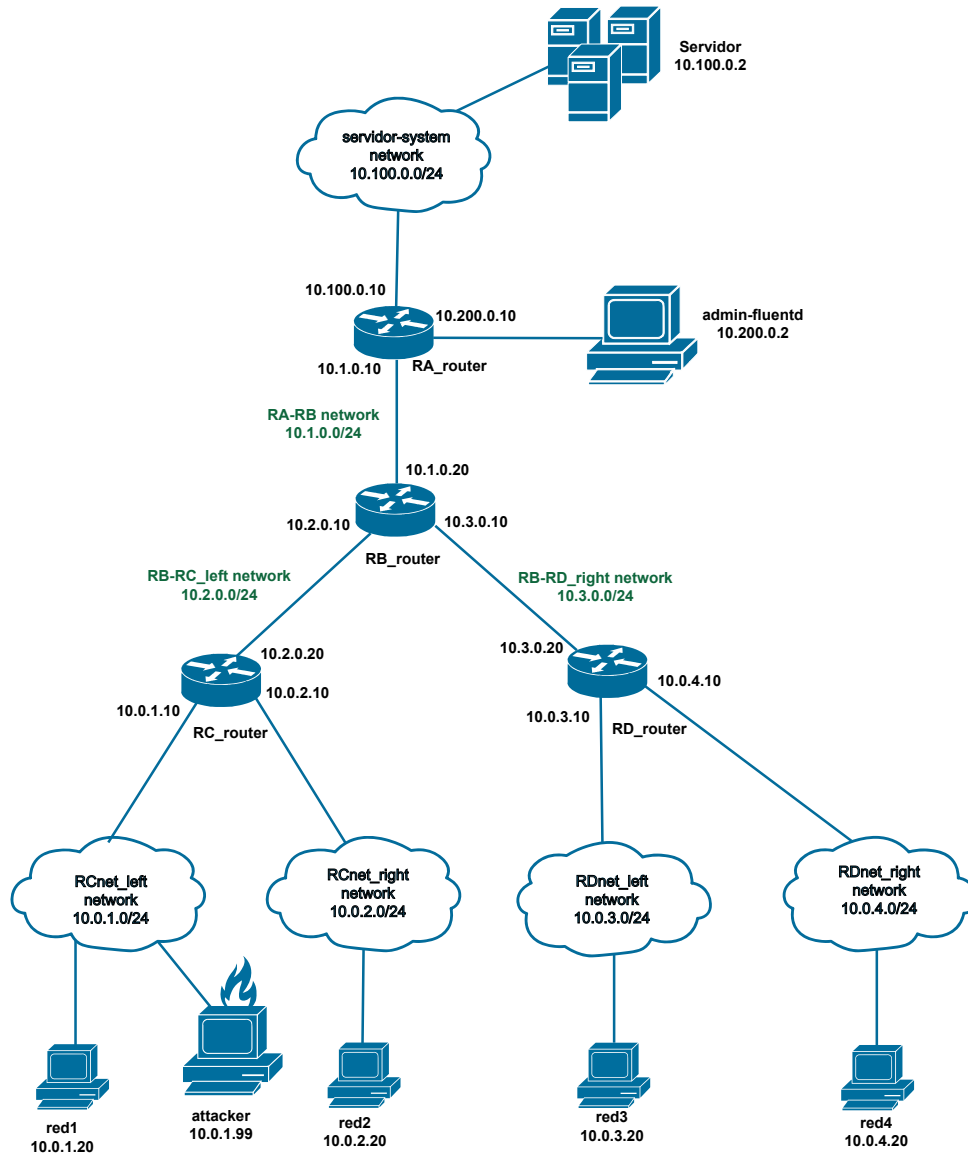 Servidor
10.100.0.2
servidor-system
network
10.100.0.0/24
10.100.0.10
10.200.0.10
admin-fluentd
10.200.0.2
10.1.0.10
RA_router
RA-RB network
10.1.0.0/24
10.1.0.20
10.2.0.10
10.3.0.10
RB_router
RB-RC_left network
10.2.0.0/24
RB-RD_right network
10.3.0.0/24
10.2.0.20
10.3.0.20
10.0.2.10
10.0.4.10
10.0.1.10
10.0.3.10
RC_router
RD_router
RCnet_left
network
10.0.1.0/24
RCnet_right
network
10.0.2.0/24
RDnet_left
network
10.0.3.0/24
RDnet_right
network
10.0.4.0/24
red1
10.0.1.20
attacker
10.0.1.99
red2
10.0.2.20
red3
10.0.3.20
red4
10.0.4.20